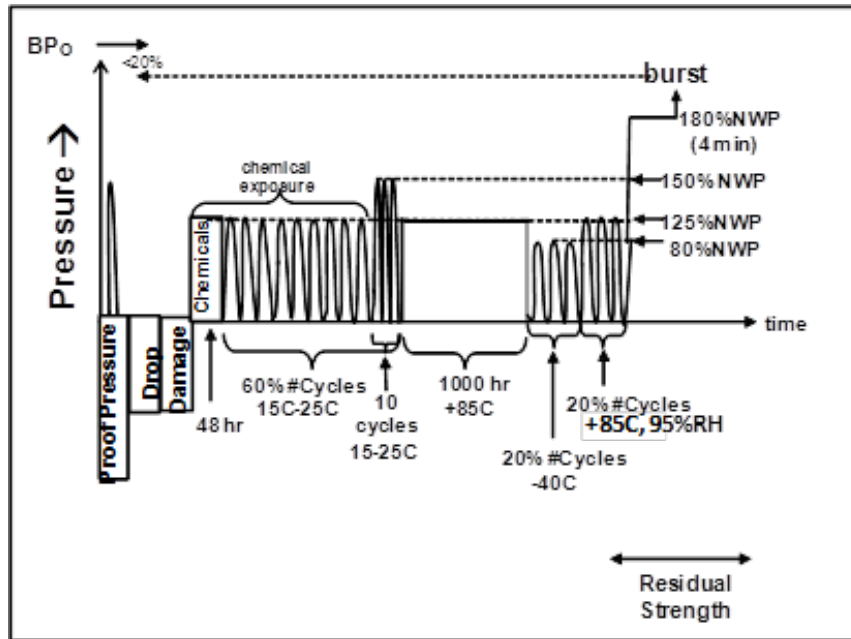 BPO
<20%
burst
Pressure →
180%NWP
(4 min)
chemical
exposure
150%NWP
125%NWP
80%NWP
Chemicals
time
Proof Pressure
Drop
Damage
48 hr
60% #Cycles
15C-25C
10
cycles
15-25C
1000 hr
+85C
20% #Cycles
-40C
20% #Cycles
+85C, 95%RH
Residual
Strength